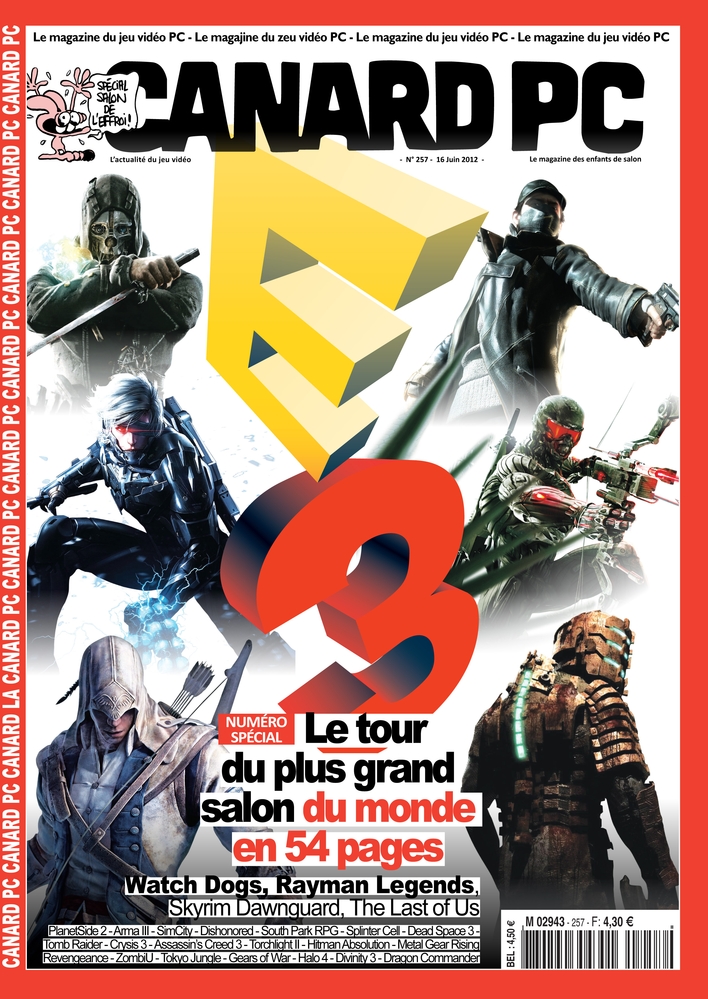 Le magazine du jeu vidéo PC - Le magajine du zeu vidéo PC - Le magazine du jeu vidéo PC - Le magazine du jeu vidéo PC
CANARD PC
SPÉCIAL
SALON
DE
L'EFFROI!
L'actualité du jeu vidéo
- N° 257 - 16 Juin 2012 -
Le magazine des enfants de salon
CANARD PC CANARD PC CANARD LA CANARD PC CANARD PC CANARD PC CANARD PC CANARD PC CANARD PC
E3
NUMÉRO
SPÉCIAL
Le tour
du plus grand
salon du monde
en 54 pages
Watch Dogs, Rayman Legends,
Skyrim Dawnguard, The Last of Us
PlanetSide 2 - Arma III - SimCity - Dishonored - South Park RPG - Splinter Cell - Dead Space 3 -
Tomb Raider - Crysis 3 - Assassin's Creed 3 - Torchlight II - Hitman Absolution - Metal Gear Rising
Revengeance - ZombiU - Tokyo Jungle - Gears of War - Halo 4 - Divinity 3 - Dragon Commander
BEL : 4,50 €
M 02943 - 257 - F: 4,30 €